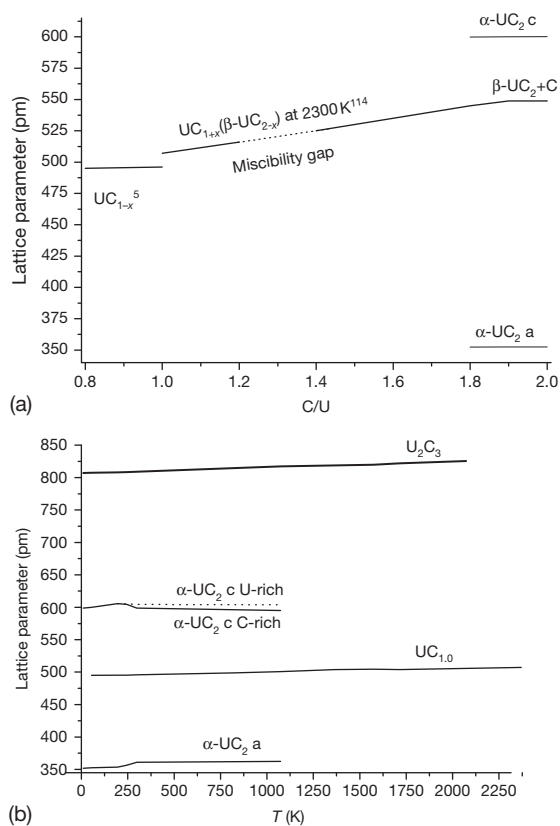 600
575
550
525
500
475
450
425
400
375
350
Lattice parameter (pm)
α-UC₂ c
β-UC₂+C
UC₁₊ₓ(β-UC₂₋ₓ) at 2300 K¹¹⁴
Miscibility gap
UC₁₋ₓ⁵
α-UC₂ a
0.8 1.0 1.2 1.4 1.6 1.8 2.0
C/U
(a)
850
800
750
700
650
600
550
500
450
400
350
Lattice parameter (pm)
U₂C₃
α-UC₂ c U-rich
α-UC₂ c C-rich
UC₁.₀
α-UC₂ a
0 250 500 750 1000 1250 1500 1750 2000 2250
T (K)
(b)